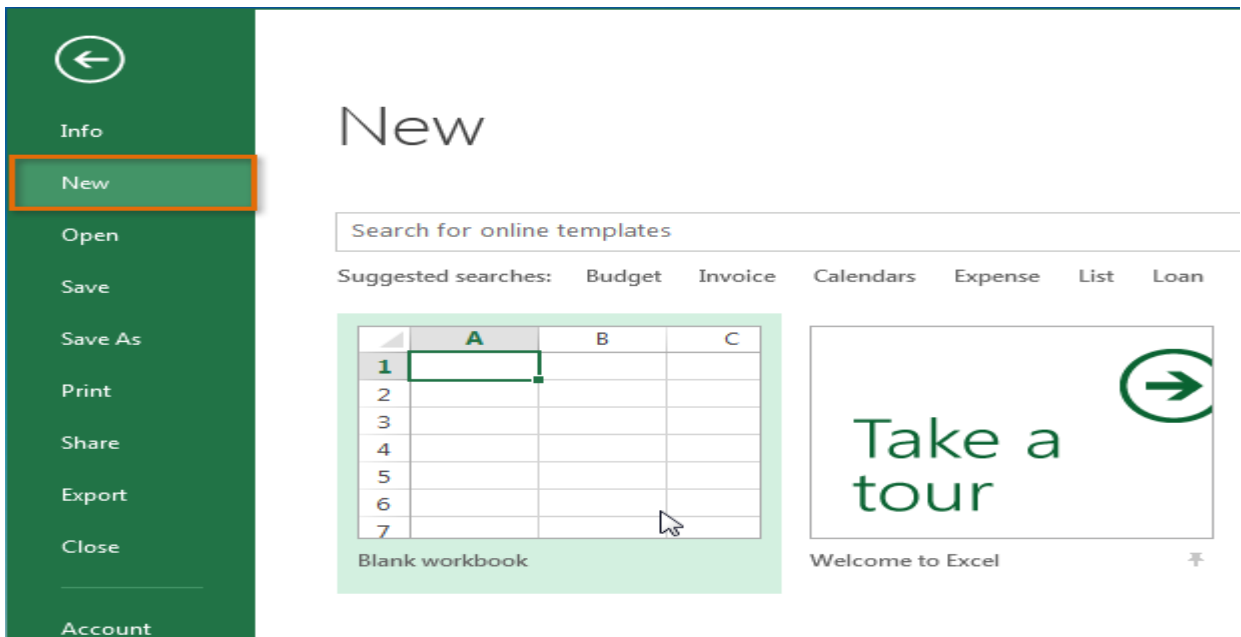 Info
New
Open
Save
Save As
Print
Share
Export
Close
Account
New
Search for online templates
Suggested searches: Budget Invoice Calendars Expense List Loan
A B C
1
2
3
4
5
6
7
Blank workbook
Take a
tour
Welcome to Excel